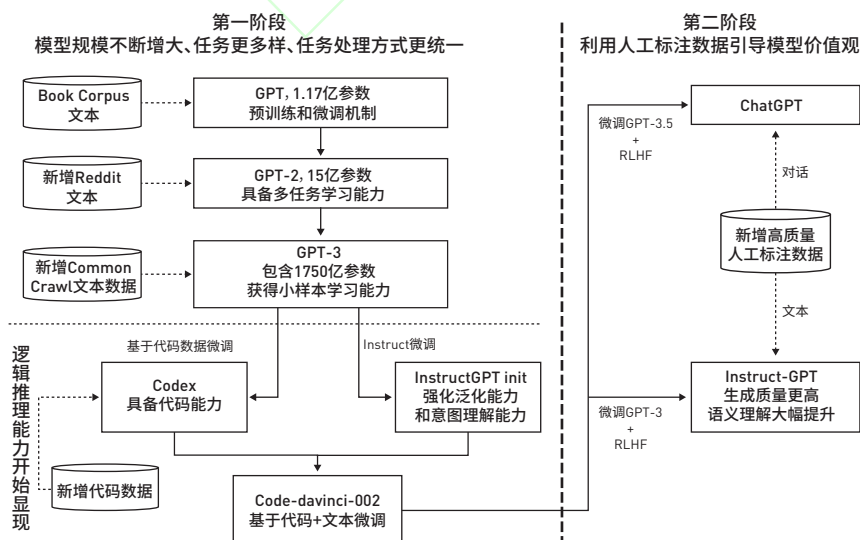 第一阶段
模型规模不断增大、任务更多样、任务处理方式更统一
第二阶段
利用人工标注数据引导模型价值观
Book Corpus
文本
GPT, 1.17亿参数
预训练和微调机制
新增Reddit
文本
GPT-2, 15亿参数
具备多任务学习能力
新增Common
Crawl文本数据
GPT-3
包含1750亿参数
获得小样本学习能力
基于代码数据微调
Instruct微调
逻辑推理能力开始显现
Codex
具备代码能力
InstructGPT init
强化泛化能力
和意图理解能力
新增代码数据
Code-davinci-002
基于代码+文本微调
ChatGPT
微调GPT-3.5
+
RLHF
对话
新增高质量
人工标注数据
文本
Instruct-GPT
生成质量更高
语义理解大幅提升
微调GPT-3
+
RLHF